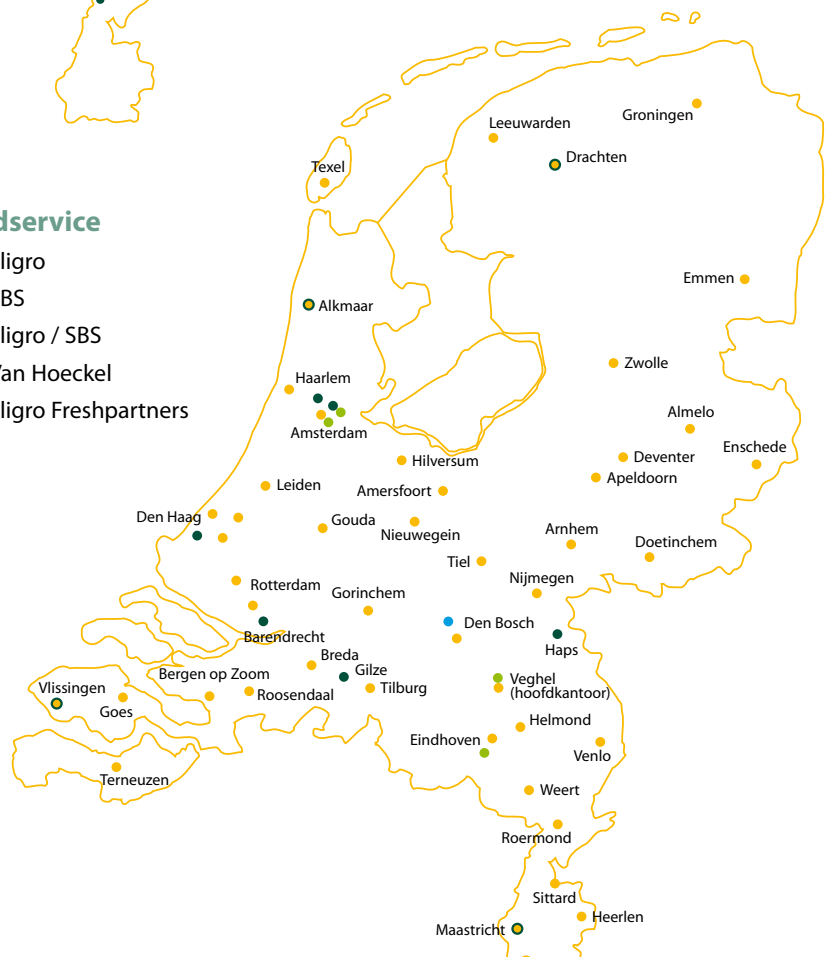 dservice
ligro
BS
ligro / SBS
an Hoeckel
ligro Freshpartners
Groningen
Leeuwarden
Drachten
Texel
Emmen
Alkmaar
Zwolle
Haarlem
Almelo
Amsterdam
Enschede
Deventer
Hilversum
Apeldoorn
Leiden
Amersfoort
Den Haag
Gouda
Nieuwegein
Arnhem
Doetinchem
Tiel
Nijmegen
Rotterdam
Gorinchem
Den Bosch
Barendrecht
Haps
Breda
Gilze
Bergen op Zoom
Veghel
(hoofdkantoor)
Vlissingen
Roosendaal
Tilburg
Goes
Helmond
Eindhoven
Venlo
Terneuzen
Weert
Roermond
Sittard
Heerlen
Maastricht